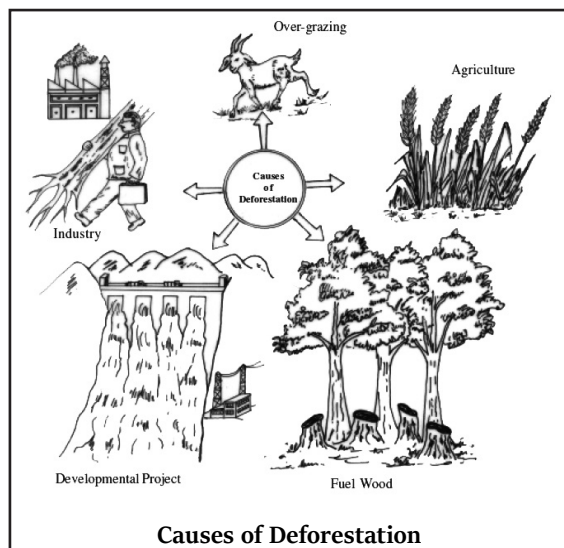 Over-grazing
Agriculture
Causes
of
Deforestation
Industry
Developmental Project
Fuel Wood
Causes of Deforestation